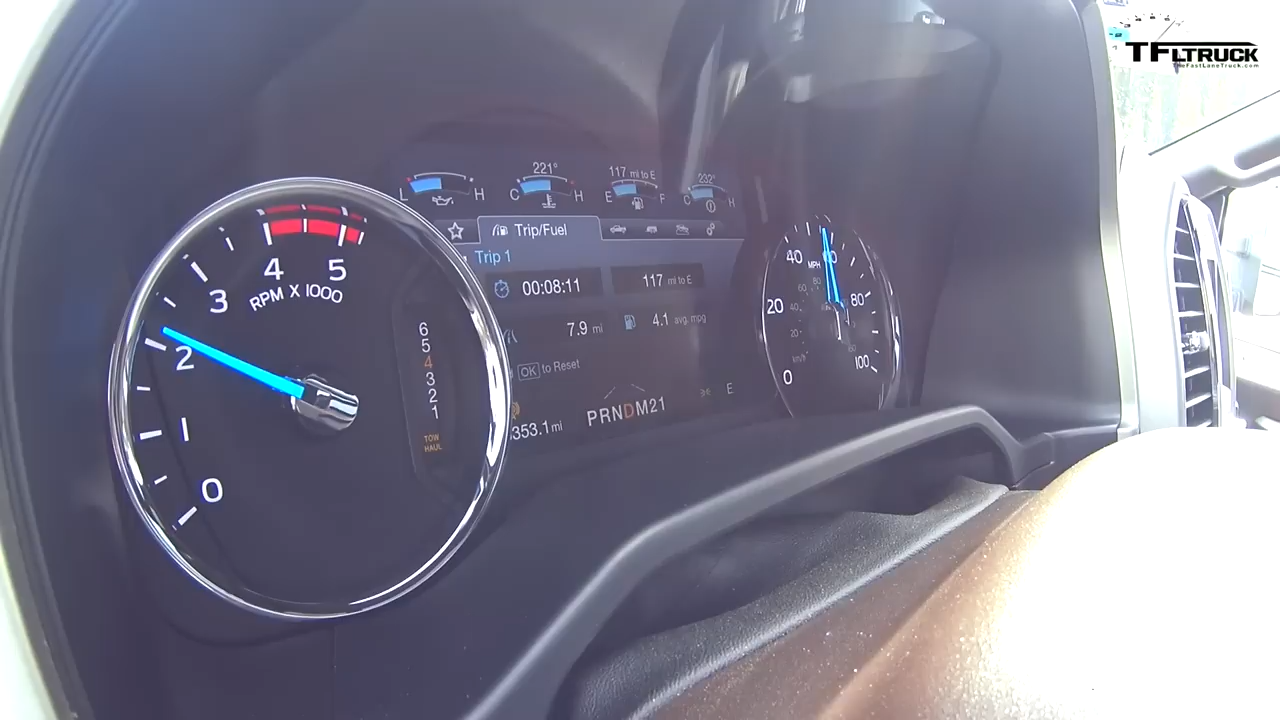 TFLTRUCK
TheFastLaneTruck.com
221°
117 mi to E
232°
L H
C H
E F
C H
Trip/Fuel
Trip 1
00:08:11
117 mi to E
7.9 mi
4.1 avg. mpg
OK to Reset
PRNDM21
E
353.1 mi
4 5
3
RPM X 1000
2
1
0
6
5
4
3
2
1
TOW
HAUL
40
MPH
60
20
80
0
100
km/h